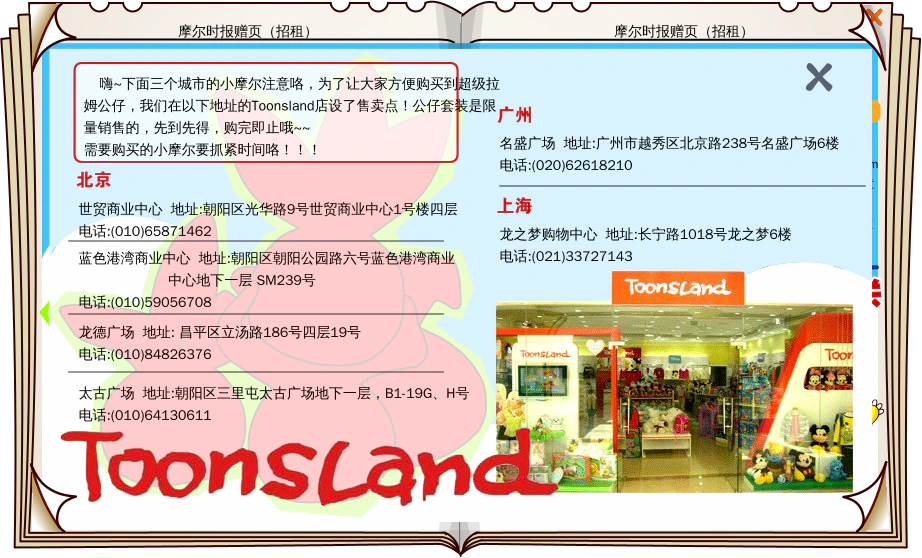 摩尔时报赠页（招租）
摩尔时报赠页（招租）
嗨~下面三个城市的小摩尔注意咯，为了让大家方便购买到超级拉
姆公仔，我们在以下地址的Toonsland店设了售卖点！公仔套装是限
量销售的，先到先得，购完即止哦~~
需要购买的小摩尔要抓紧时间咯！！！
北京
世贸商业中心 地址:朝阳区光华路9号世贸商业中心1号楼四层
电话:(010)65871462
蓝色港湾商业中心 地址:朝阳区朝阳公园路六号蓝色港湾商业
中心地下一层 SM239号
电话:(010)59056708
龙德广场 地址: 昌平区立汤路186号四层19号
电话:(010)84826376
太古广场 地址:朝阳区三里屯太古广场地下一层，B1-19G、H号
电话:(010)64130611
ToonsLand
广州
名盛广场 地址:广州市越秀区北京路238号名盛广场6楼
电话:(020)62618210
上海
龙之梦购物中心 地址:长宁路1018号龙之梦6楼
电话:(021)33727143
ToonsLand
ToonsLand
Toon